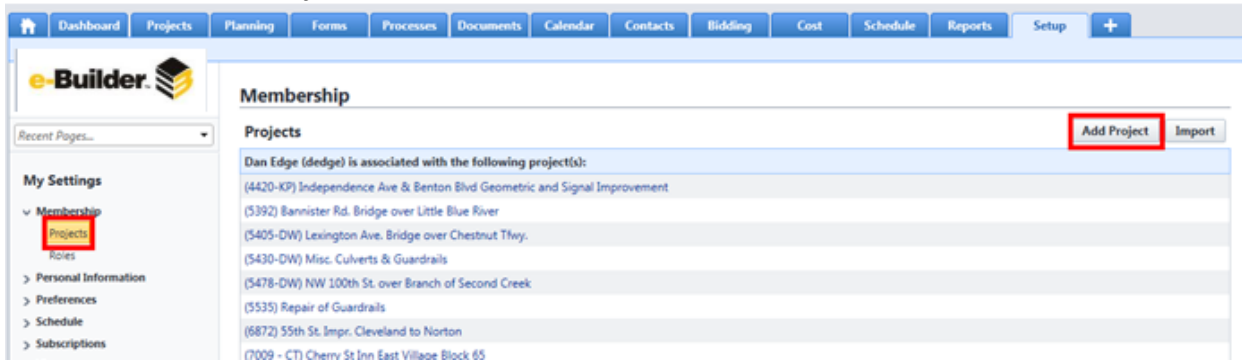 Dashboard Projects Planning Forms Processes Documents Calendar Contacts Bidding Cost Schedule Reports Setup +
e-Builder.
Membership
Recent Pages...
Projects Add Project Import
Dan Edge (dedge) is associated with the following project(s):
My Settings
(4420-KP) Independence Ave & Benton Blvd Geometric and Signal Improvement
Membership
(5392) Bannister Rd. Bridge over Little Blue River
Projects
(5405-DW) Lexington Ave. Bridge over Chestnut Tfwy.
Roles
(5430-DW) Misc. Culverts & Guardrails
Personal Information
(5478-DW) NW 100th St. over Branch of Second Creek
Preferences
(5535) Repair of Guardrails
Schedule
(6872) 55th St. Impr. Cleveland to Norton
Subscriptions
(7009 - CT) Cherry St Inn East Village Block 65